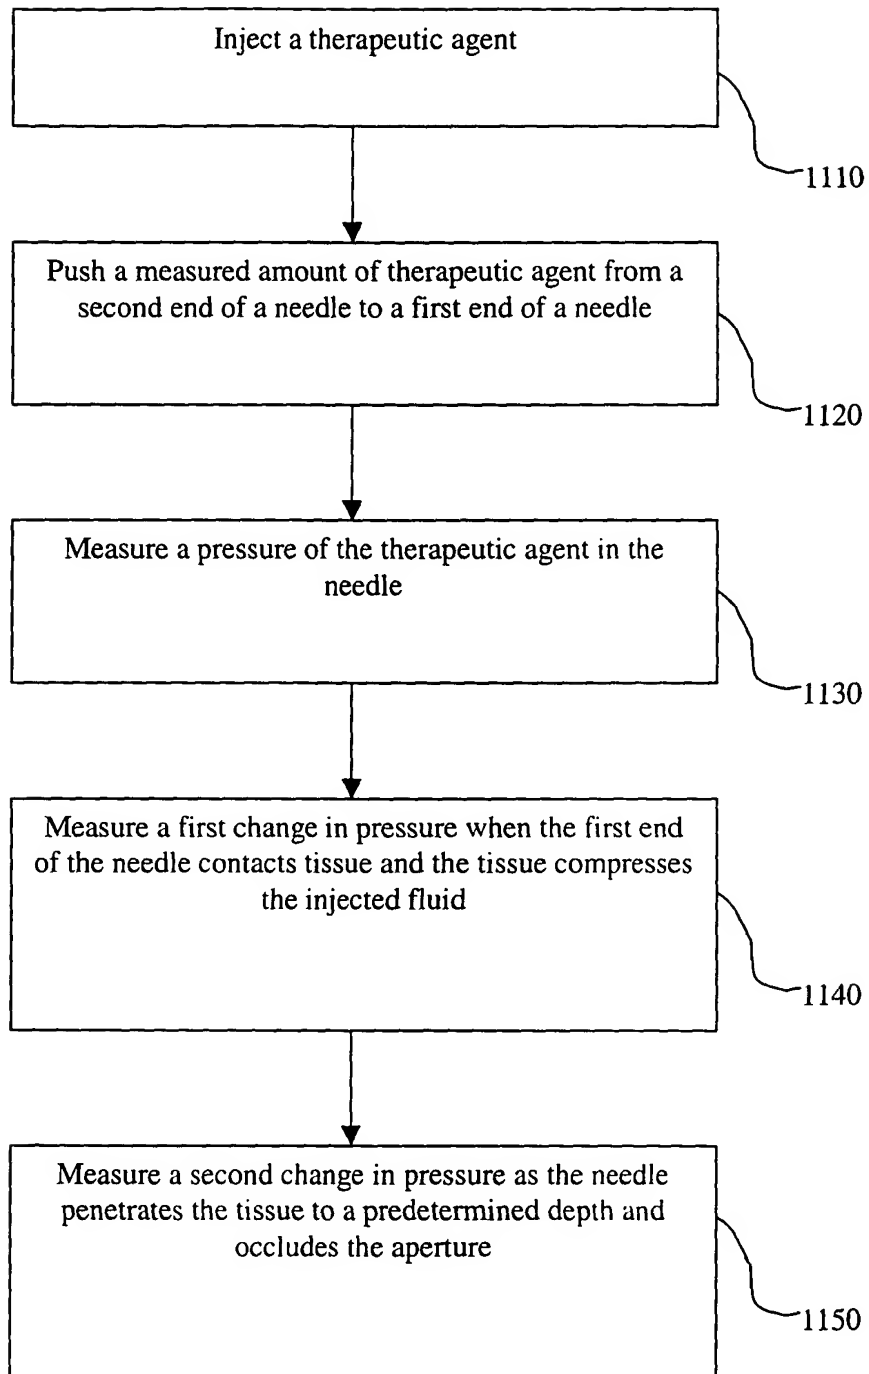 Inject a therapeutic agent
1110
Push a measured amount of therapeutic agent from a
second end of a needle to a first end of a needle
1120
Measure a pressure of the therapeutic agent in the
needle
1130
Measure a first change in pressure when the first end
of the needle contacts tissue and the tissue compresses
the injected fluid
1140
Measure a second change in pressure as the needle
penetrates the tissue to a predetermined depth and
occludes the aperture
1150